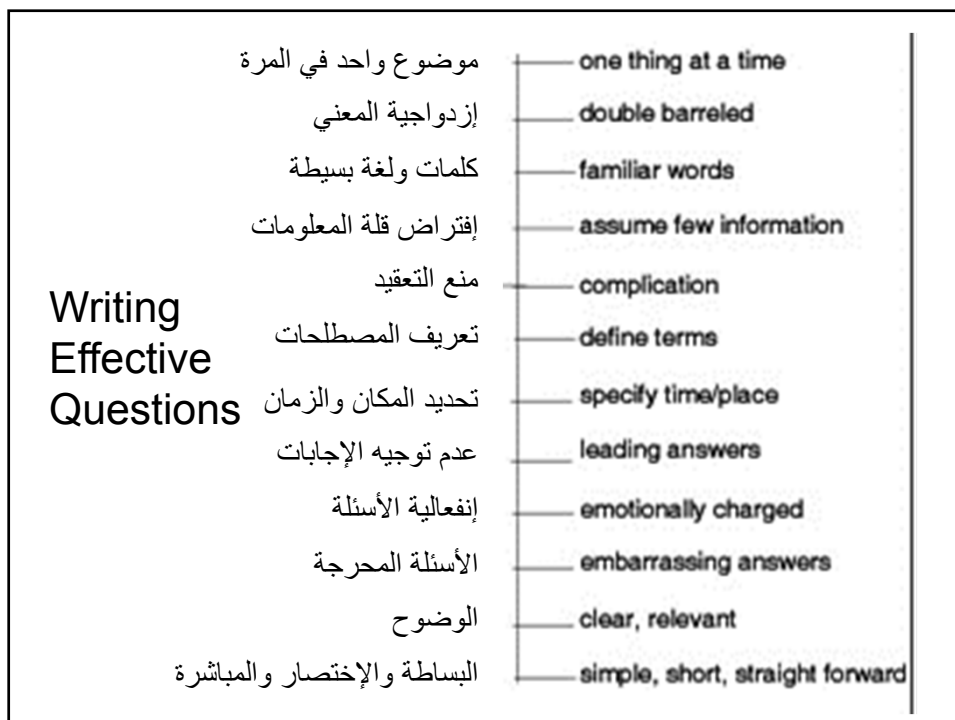 Writing
Effective
Questions
موضوع واحد في المرة
one thing at a time
إزدواجية المعني
double barreled
كلمات ولغة بسيطة
familiar words
إفتراض قلة المعلومات
assume few information
منع التعقيد
complication
تعريف المصطلحات
define terms
تحديد المكان والزمان
specify time/place
عدم توجيه الإجابات
leading answers
إنفعالية الأسئلة
emotionally charged
الأسئلة المحرجة
embarrassing answers
الوضوح
clear, relevant
البساطة والإختصار والمباشرة
simple, short, straight forward